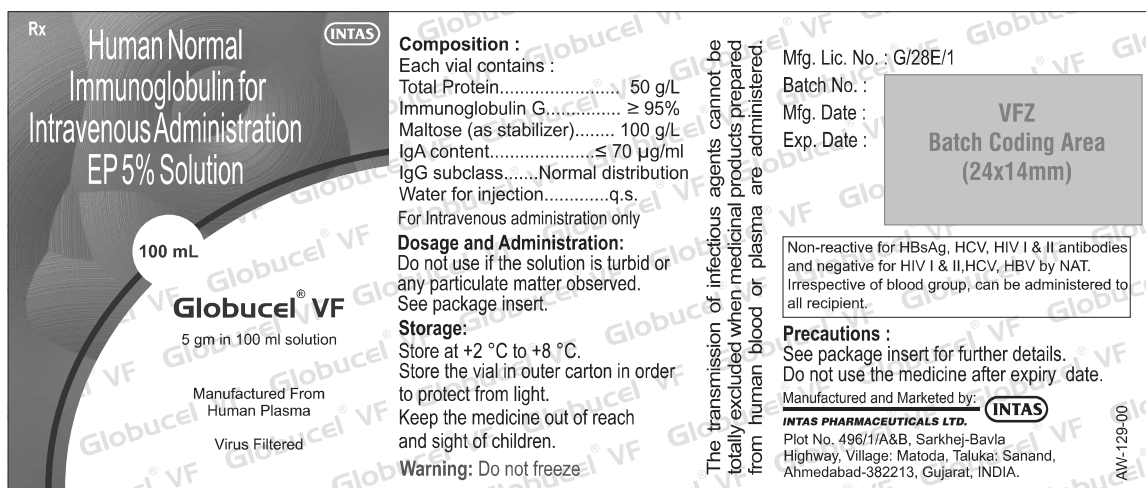 Rx
INTAS
Human Normal
Immunoglobulin for
Intravenous Administration
EP 5% Solution
100 mL
Globucel® VF
5 gm in 100 ml solution
Manufactured From
Human Plasma
Virus Filtered
Composition :
Each vial contains :
Total Protein........................ 50 g/L
Immunoglobulin G.............. ≥ 95%
Maltose (as stabilizer)........ 100 g/L
IgA content.....................≤ 70 µg/ml
IgG subclass......Normal distribution
Water for injection.............q.s.
For Intravenous administration only
Dosage and Administration:
Do not use if the solution is turbid or
any particulate matter observed.
See package insert.
Storage:
Store at +2 °C to +8 °C.
Store the vial in outer carton in order
to protect from light.
Keep the medicine out of reach
and sight of children.
Warning: Do not freeze
The transmission of infectious agents cannot be
totally excluded when medicinal products prepared
from human blood or plasma are administered.
Mfg. Lic. No. : G/28E/1
Batch No. :
Mfg. Date :
Exp. Date :
VFZ
Batch Coding Area
(24x14mm)
Non-reactive for HBsAg, HCV, HIV I & II antibodies
and negative for HIV I & II,HCV, HBV by NAT.
Irrespective of blood group, can be administered to
all recipient.
Precautions :
See package insert for further details.
Do not use the medicine after expiry date.
Manufactured and Marketed by:
INTAS
INTAS PHARMACEUTICALS LTD.
Plot No. 496/1/A&B, Sarkhej-Bavla
Highway, Village: Matoda, Taluka: Sanand,
Ahmedabad-382213, Gujarat, INDIA.
AW-129-00